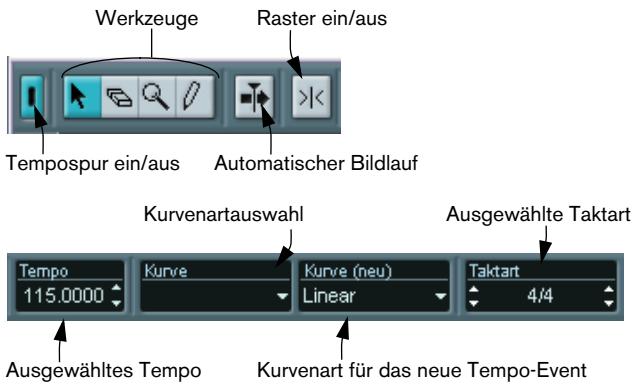 Werkzeuge
Raster ein/aus
>|<
Tempospur ein/aus
Automatischer Bildlauf
Kurvenartauswahl
Ausgewählte Taktart
Tempo
Kurve
Kurve (neu)
Taktart
115.0000
Linear
4/4
Ausgewähltes Tempo
Kurvenart für das neue Tempo-Event